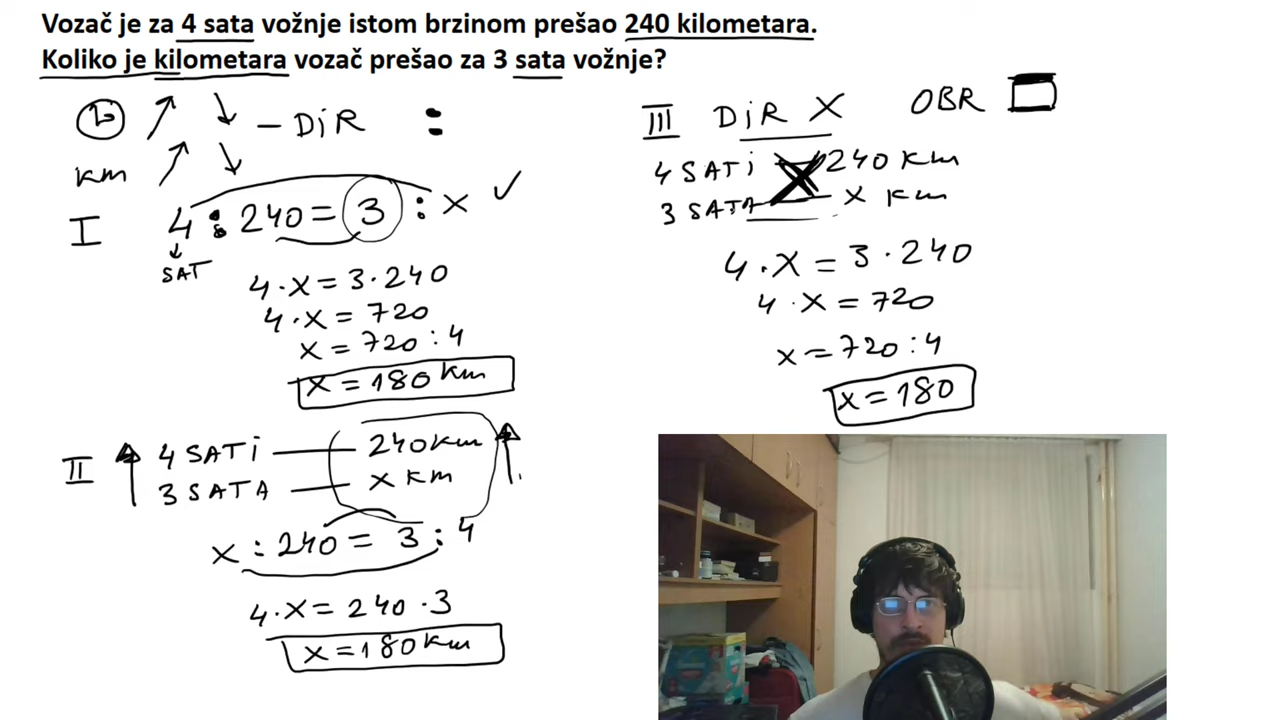 Vozač je za 4 sata vožnje istom brzinom prešao 240 kilometara.
Koliko je kilometara vozač prešao za 3 sata vožnje?
- DiR :
km
I 4 : 240 = 3 : x ✓
SAT
4 · x = 3 · 240
4 · x = 720
x = 720 : 4
x = 180 km
II 4 SATi — 240 km
3 SATA — x km
x : 240 = 3 : 4
4 · x = 240 · 3
x = 180 km
III DiR X OBR
4 SATi 240 km
3 SATA x km
4 · x = 3 · 240
4 · x = 720
x = 720 : 4
x = 180